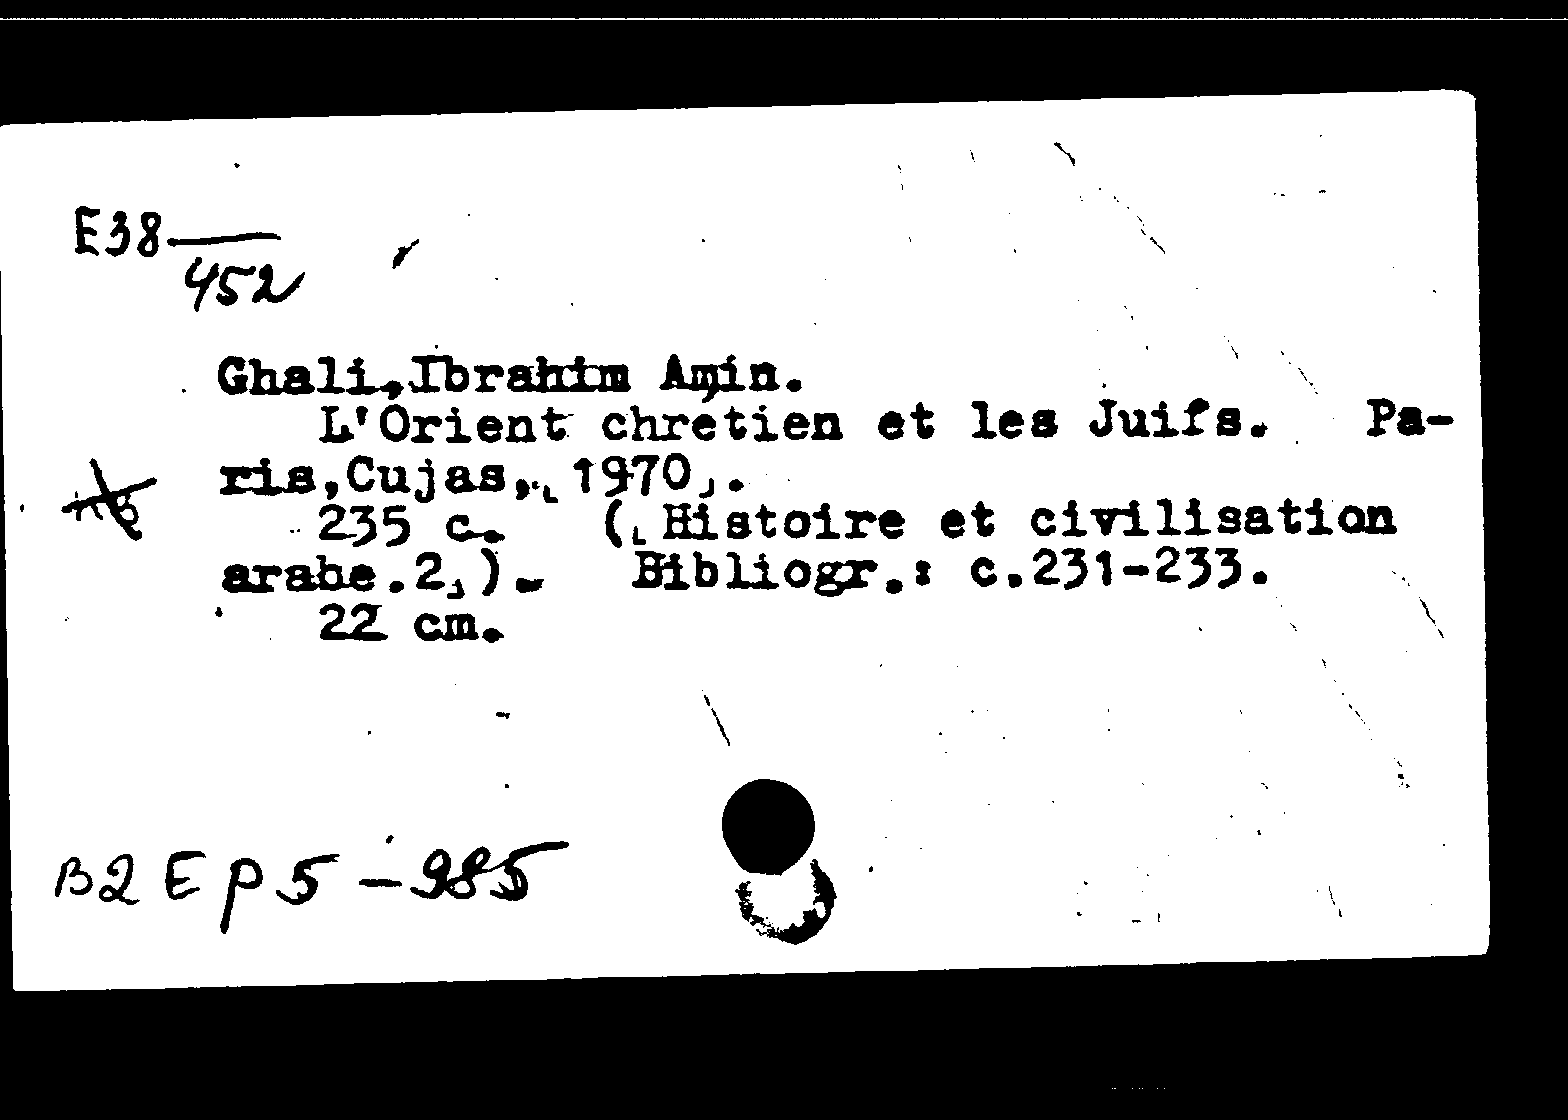 E38
452
Ghali, Ibrahim Amin.
L'Orient chretien et les Juifs. Pa-
ris, Cujas, [1970].
235 c. ([Histoire et civilisation
arabe. 2]). Bibliogr.: c.231-233.
22 cm.
B2 E p 5 - 985